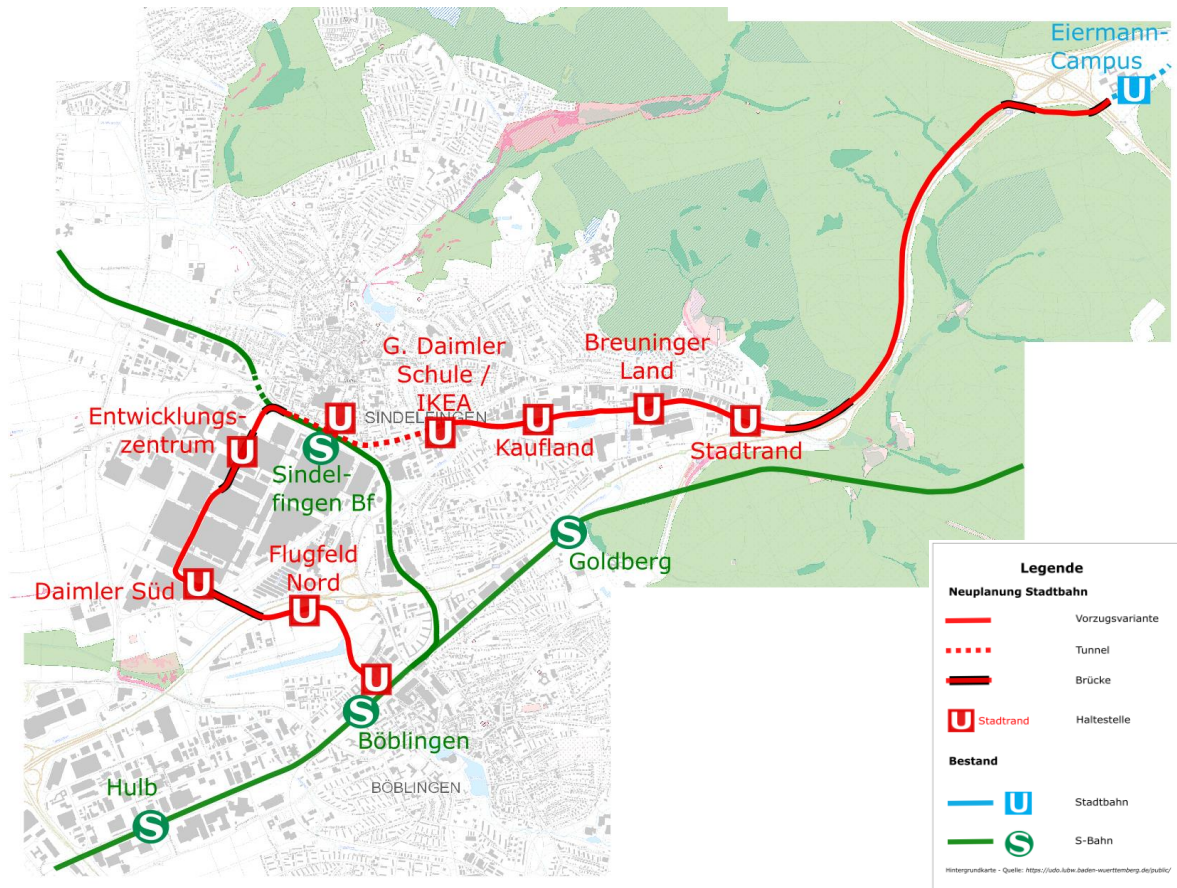 Eiermann-
Campus
U
G. Daimler
Schule /
IKEA
Breuninger
Land
Entwicklungs-
zentrum
U
U
SINDELFINGEN
U
U
Kaufland
U
U
Stadtrand
S
Sindel-
fingen Bf
Flugfeld
Nord
S
Goldberg
Daimler Süd
U
U
U
S
Böblingen
Hulb
S
BÖBLINGEN
Legende
Neuplanung Stadtbahn
Vorzugsvariante
Tunnel
Brücke
U Stadtrand Haltestelle
Bestand
U Stadtbahn
S S-Bahn
Hintergrundkarte - Quelle: https://udo.lubw.baden-wuerttemberg.de/public/